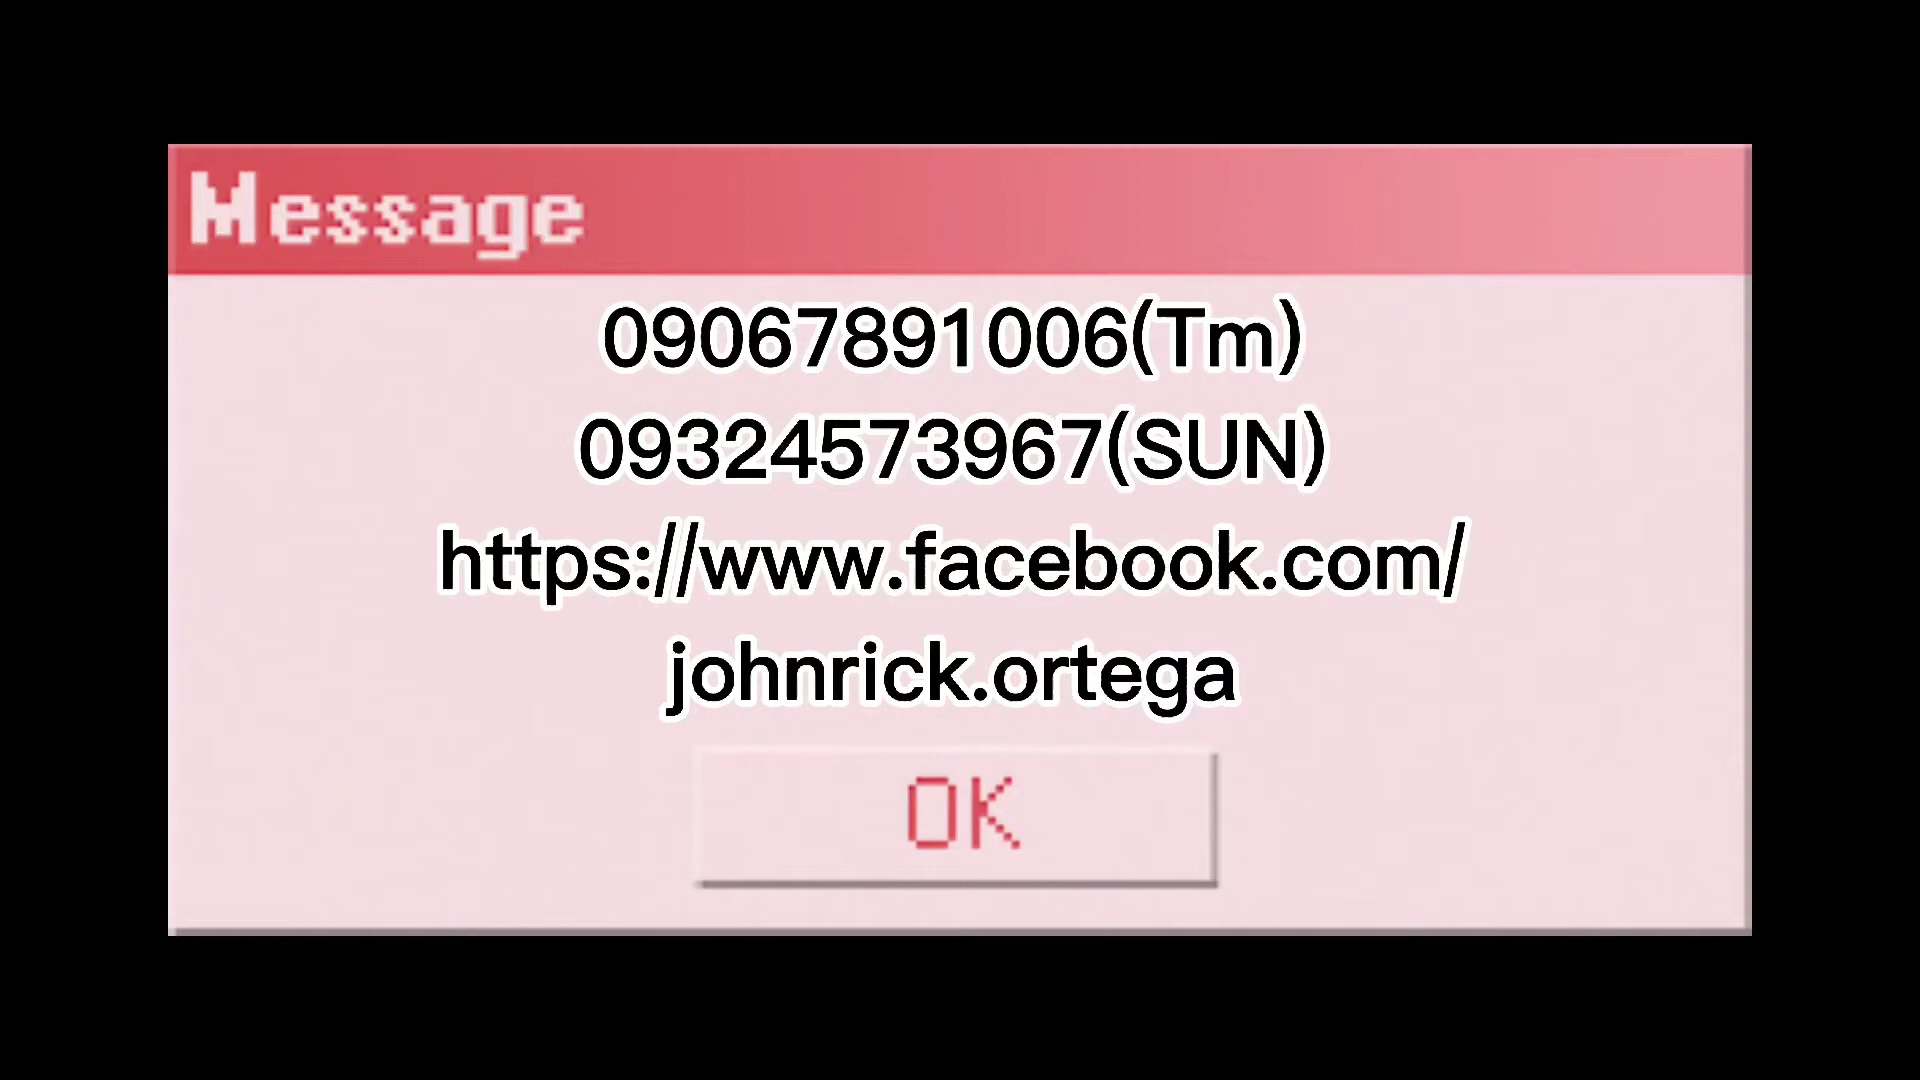 Message
09067891006(Tm)
09324573967(SUN)
https://www.facebook.com/
johnrick.ortega
OK